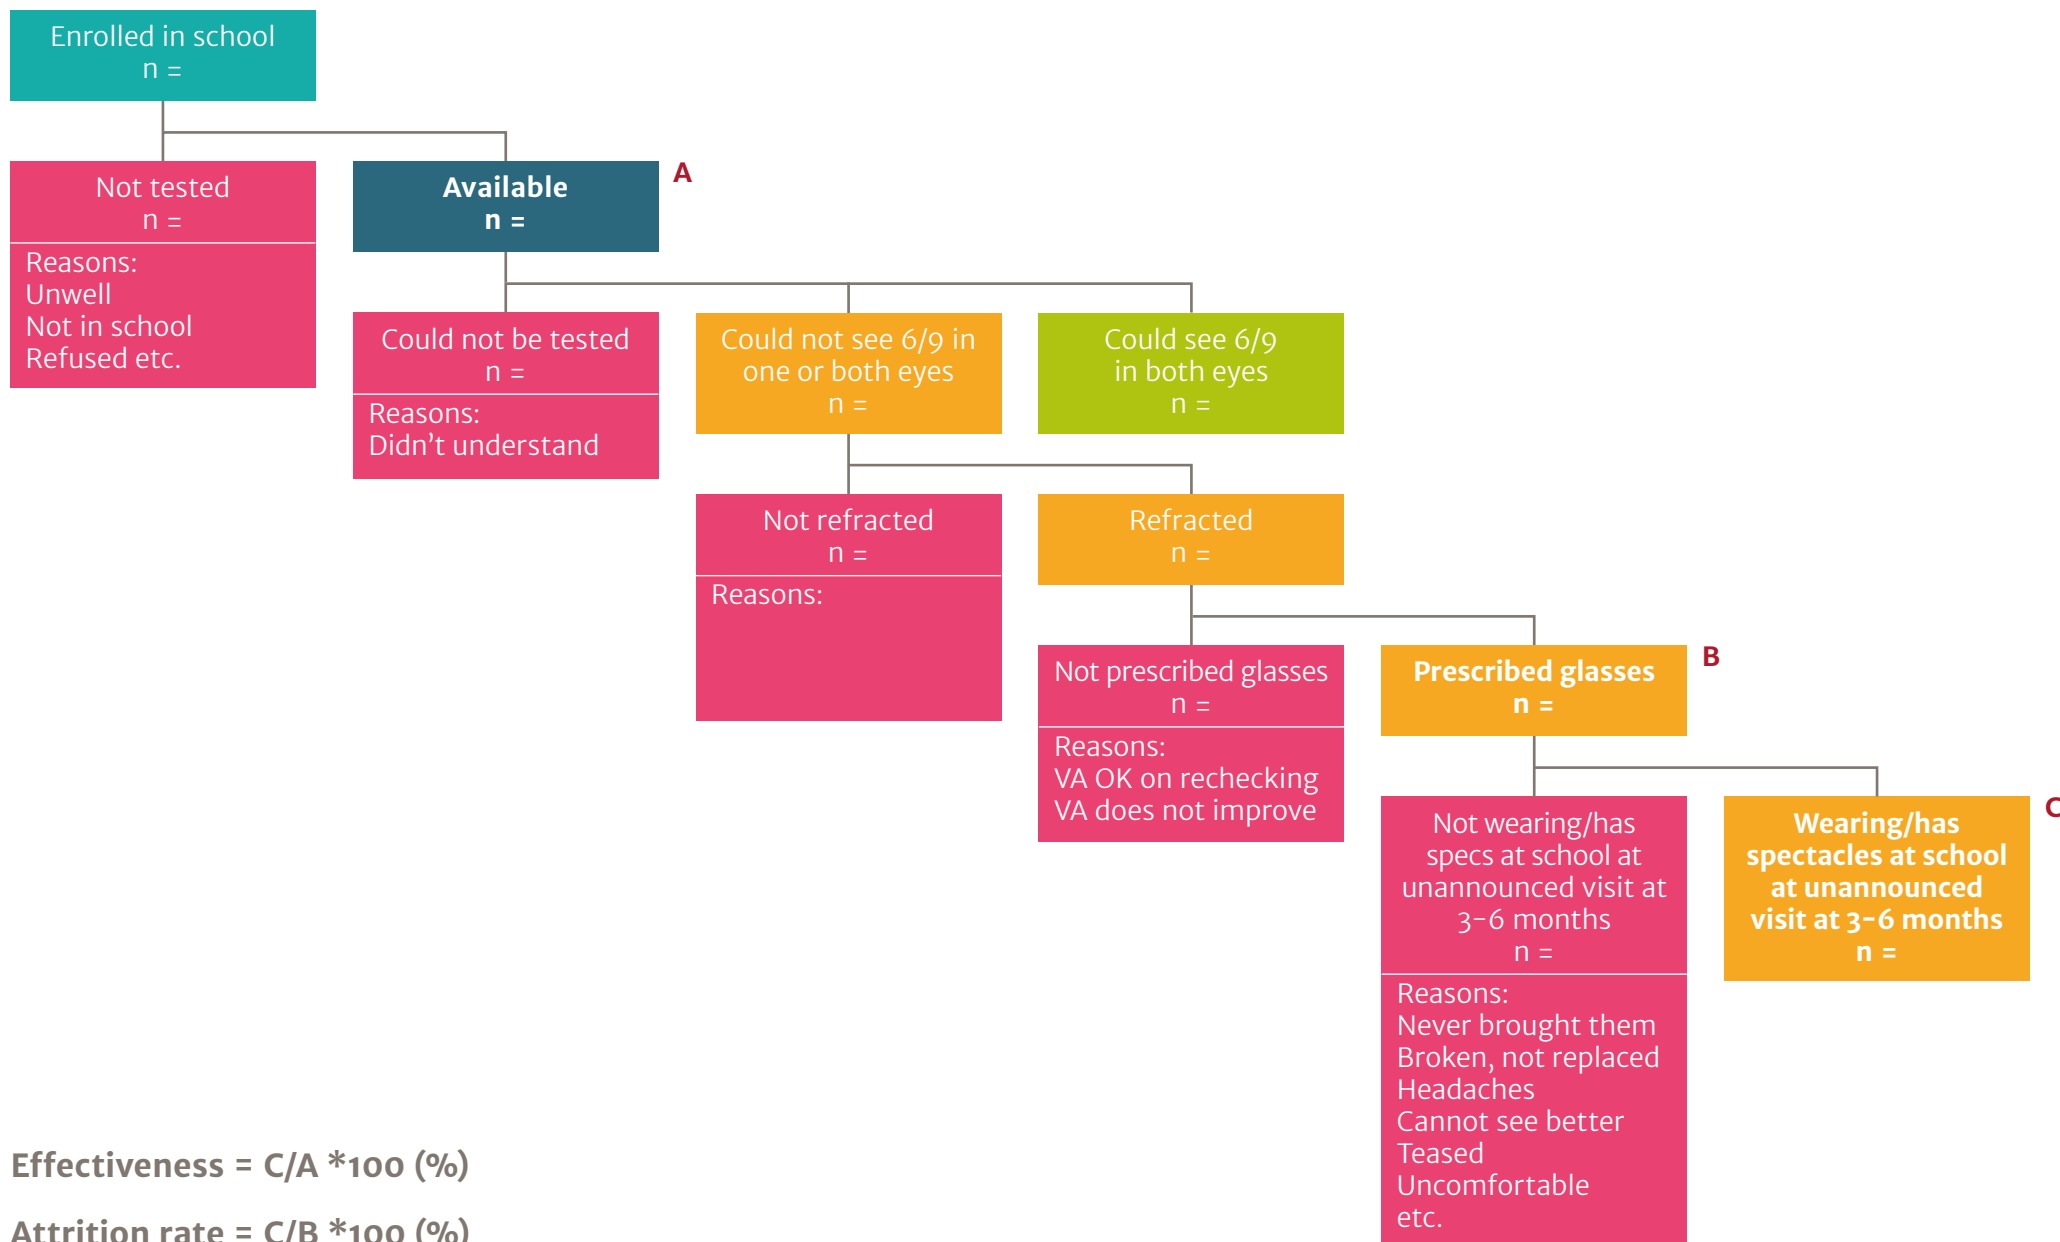 Enrolled in school
n =
Not tested
n =
Reasons:
Unwell
Not in school
Refused etc.
Available
n =
A
Could not be tested
n =
Reasons:
Didn't understand
Could not see 6/9 in
one or both eyes
n =
Could see 6/9
in both eyes
n =
Not refracted
n =
Reasons:
Refracted
n =
Not prescribed glasses
n =
Reasons:
VA OK on rechecking
VA does not improve
Prescribed glasses
n =
B
Not wearing/has
specs at school at
unannounced visit at
3-6 months
n =
Reasons:
Never brought them
Broken, not replaced
Headaches
Cannot see better
Teased
Uncomfortable
etc.
Wearing/has
spectacles at school
at unannounced
visit at 3-6 months
n =
C
Effectiveness = C/A *100 (%)
Attrition rate = C/B *100 (%)